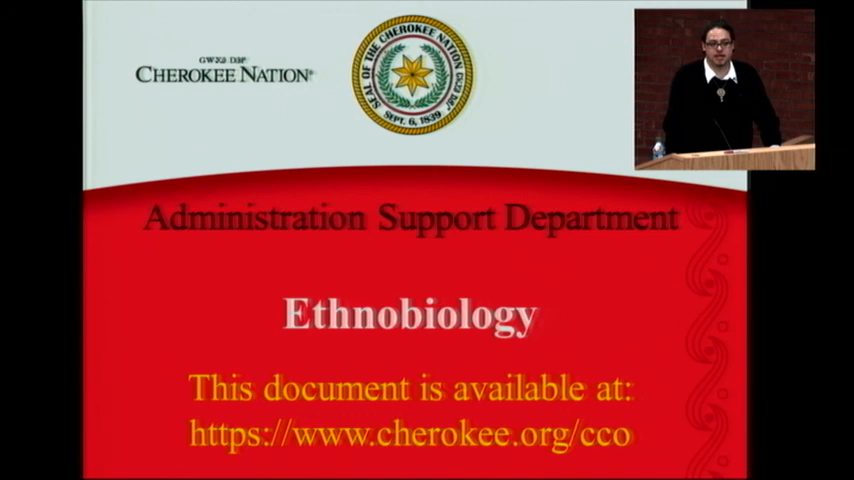 CHEROKEE NATION®
SEAL OF THE CHEROKEE NATION
SEPT. 6, 1839
Administration Support Department
Ethnobiology
This document is available at:
https://www.cherokee.org/cco